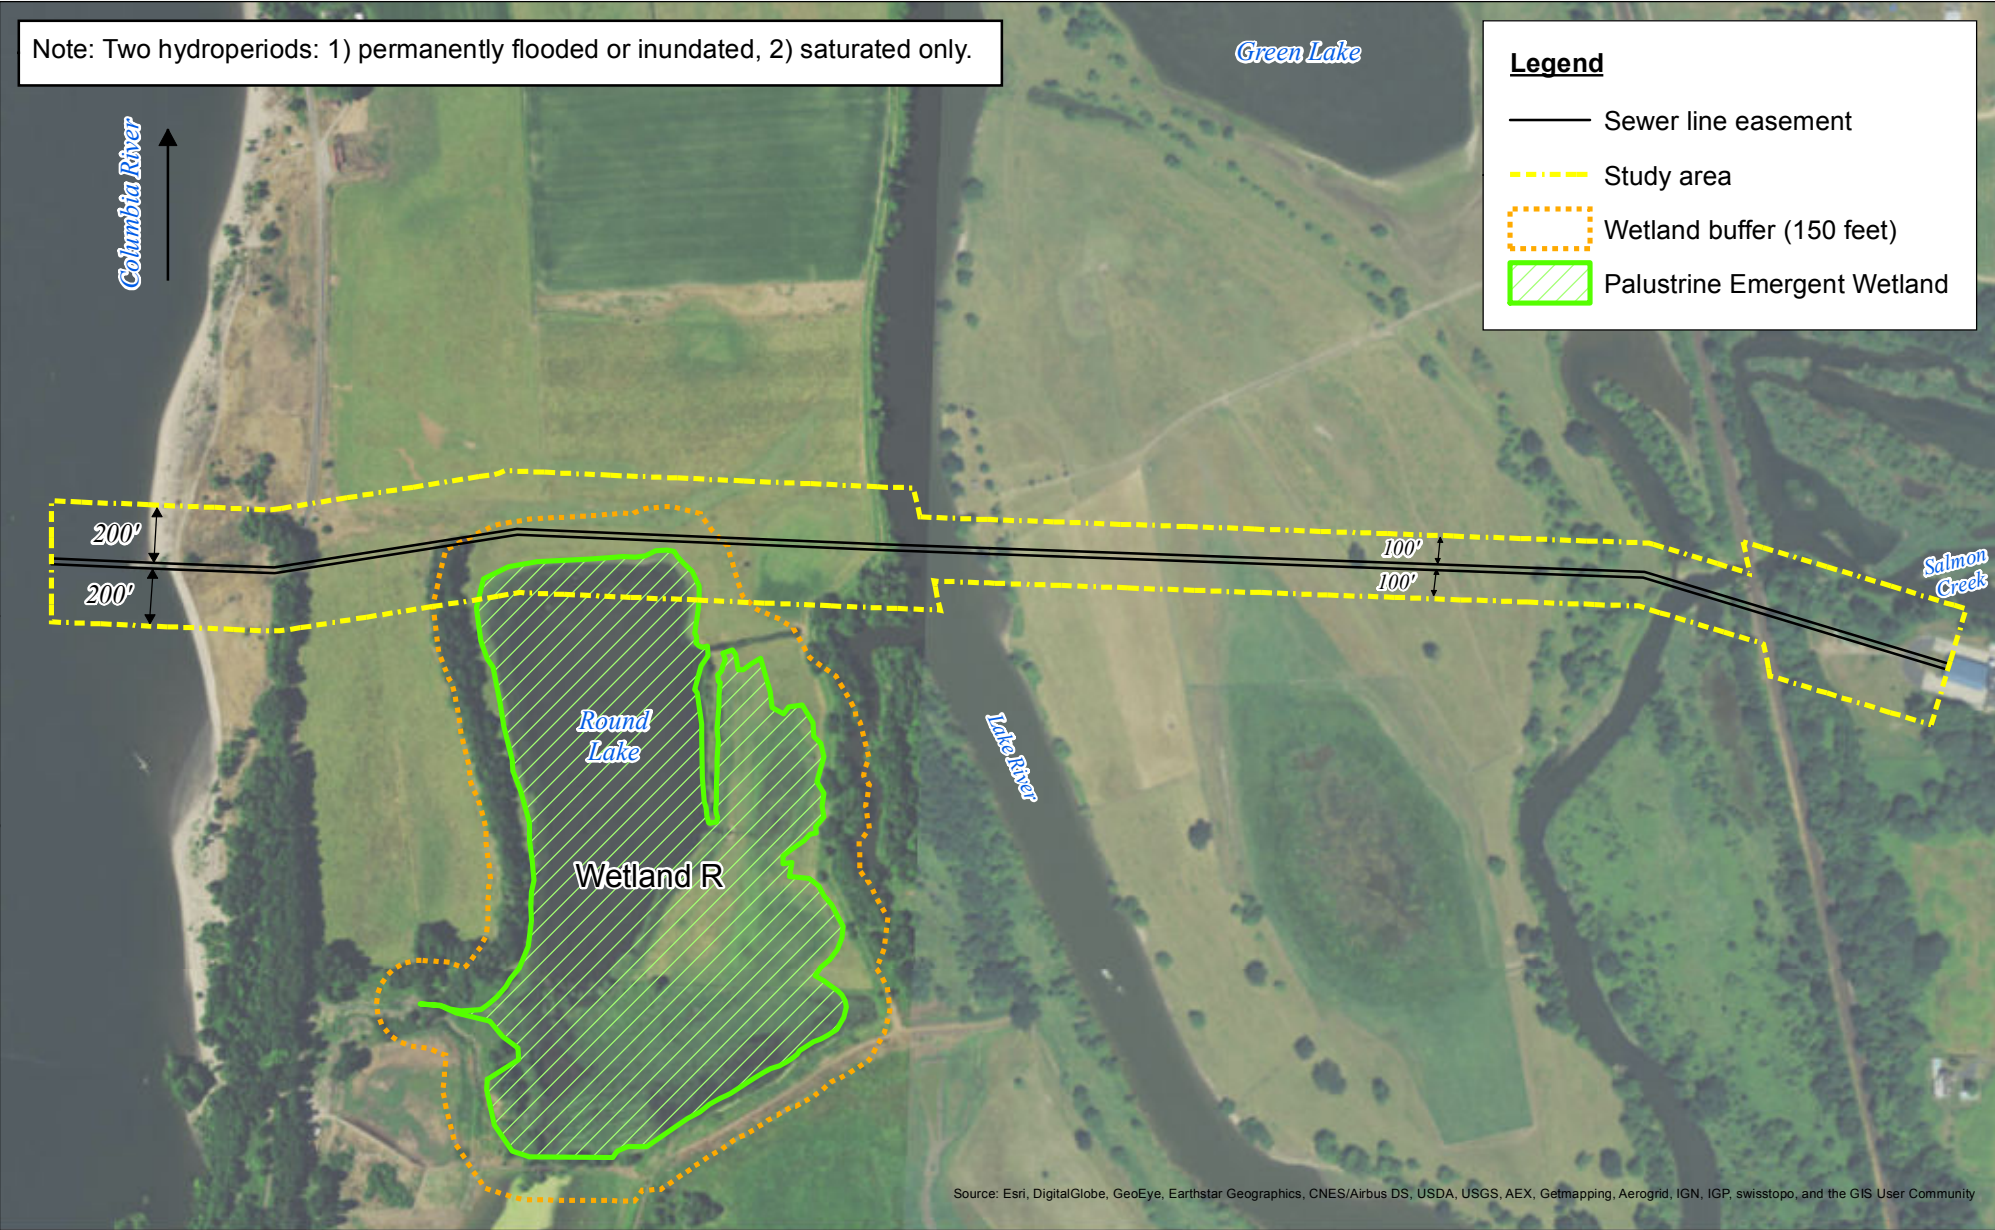 Note: Two hydroperiods: 1) permanently flooded or inundated, 2) saturated only.
Green Lake
Legend
Sewer line easement
Study area
Wetland buffer (150 feet)
Palustrine Emergent Wetland
Columbia River
200'
200'
100'
100'
Salmon
Creek
Round
Lake
Lake River
Wetland R
Source: Esri, DigitalGlobe, GeoEye, Earthstar Geographics, CNES/Airbus DS, USDA, USGS, AEX, Getmapping, Aerogrid, IGN, IGP, swisstopo, and the GIS User Community